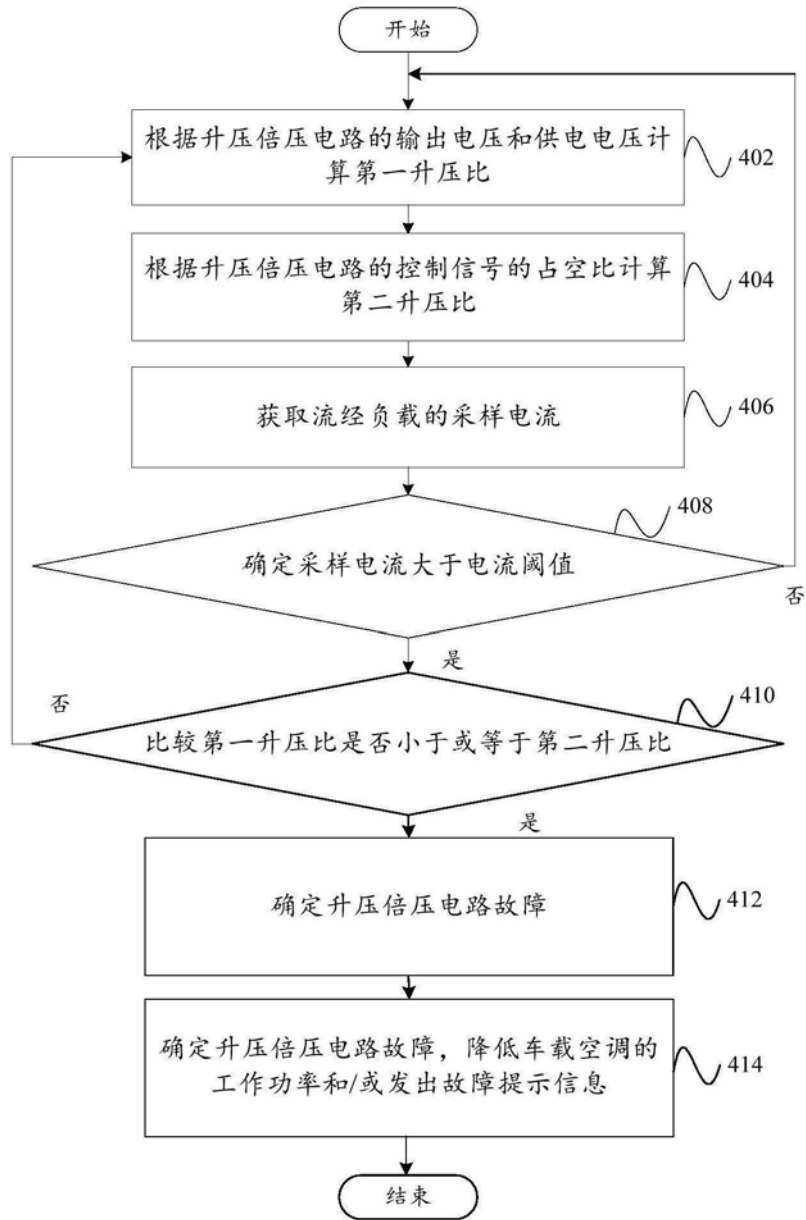 开始
根据升压倍压电路的输出电压和供电电压计
算第一升压比
402
根据升压倍压电路的控制信号的占空比计算
第二升压比
404
获取流经负载的采样电流
406
408
确定采样电流大于电流阈值
否
是
410
否
比较第一升压比是否小于或等于第二升压比
是
确定升压倍压电路故障
412
确定升压倍压电路故障，降低车载空调的
工作功率和/或发出故障提示信息
414
结束